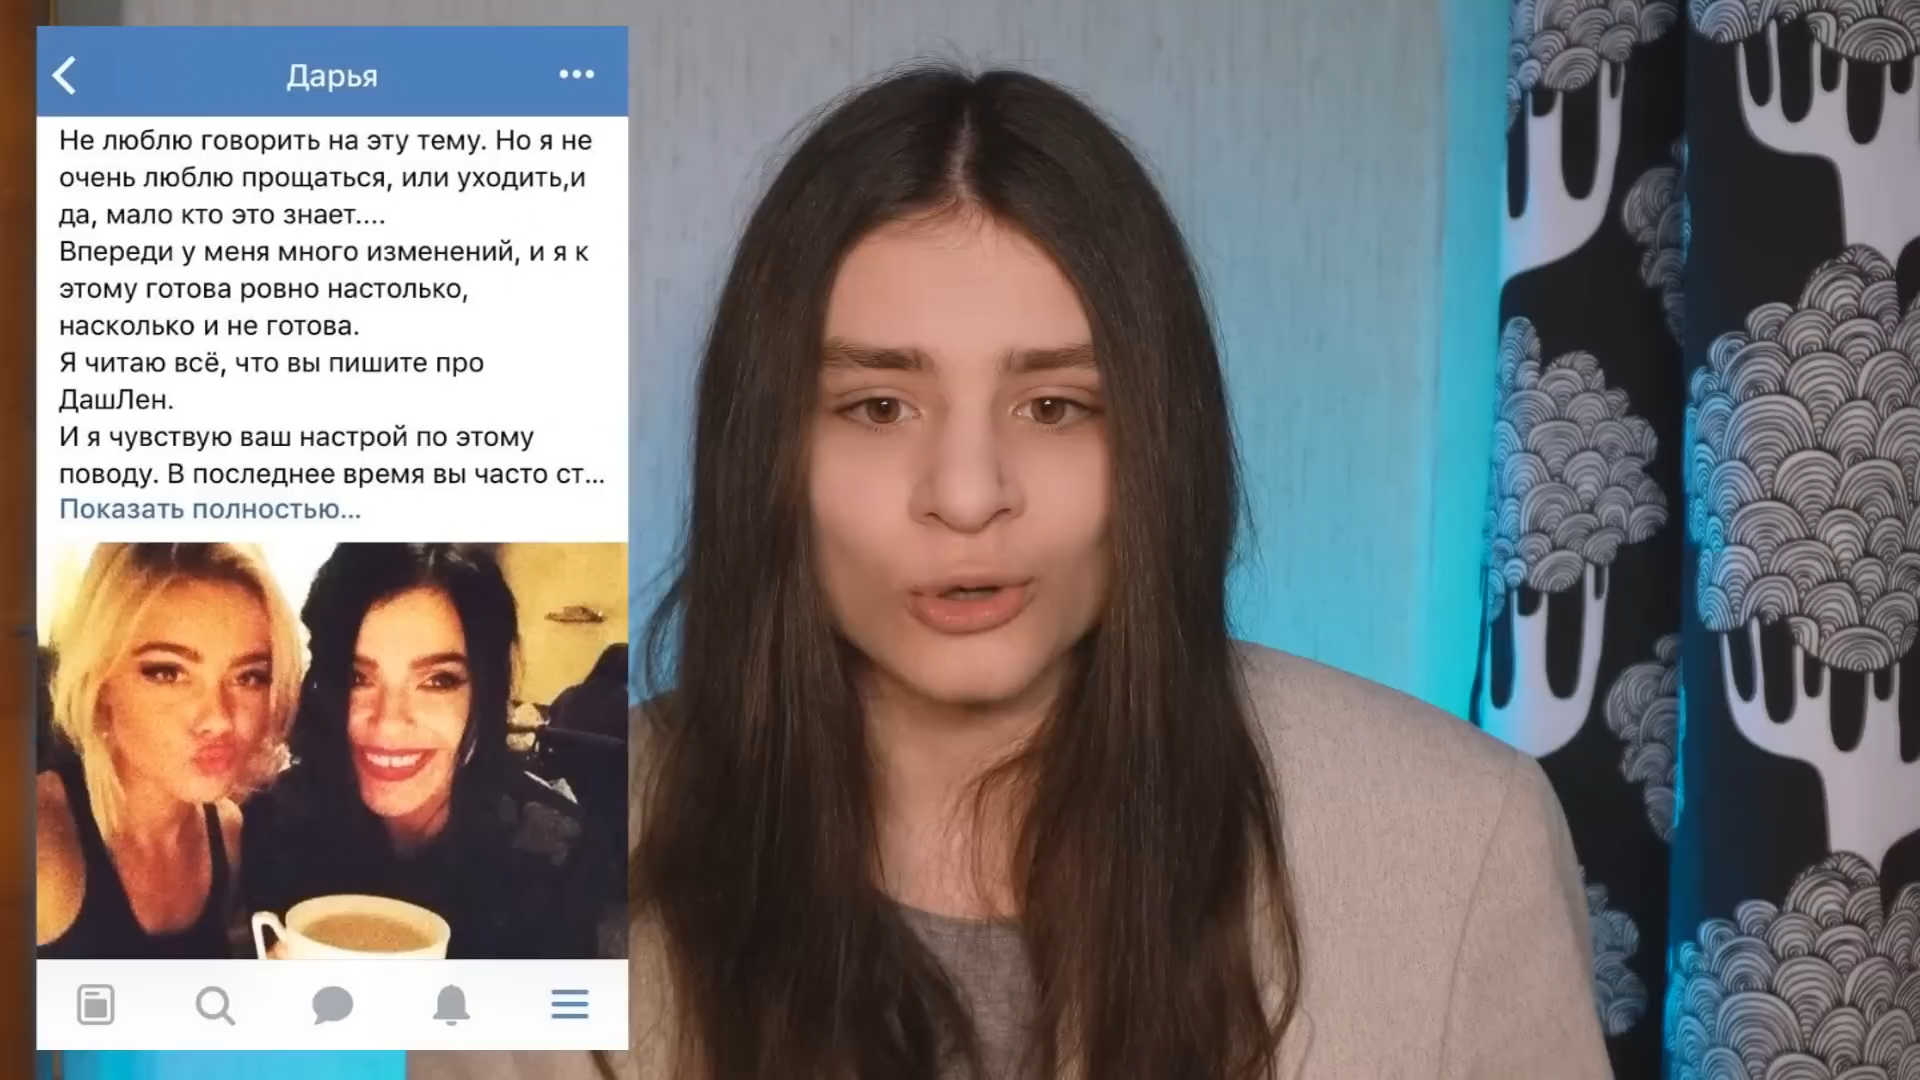 Дарья
Не люблю говорить на эту тему. Но я не
очень люблю прощаться, или уходить,и
да, мало кто это знает....
Впереди у меня много изменений, и я к
этому готова ровно настолько,
насколько и не готова.
Я читаю всё, что вы пишите про
ДашЛен.
И я чувствую ваш настрой по этому
поводу. В последнее время вы часто ст...
Показать полностью...